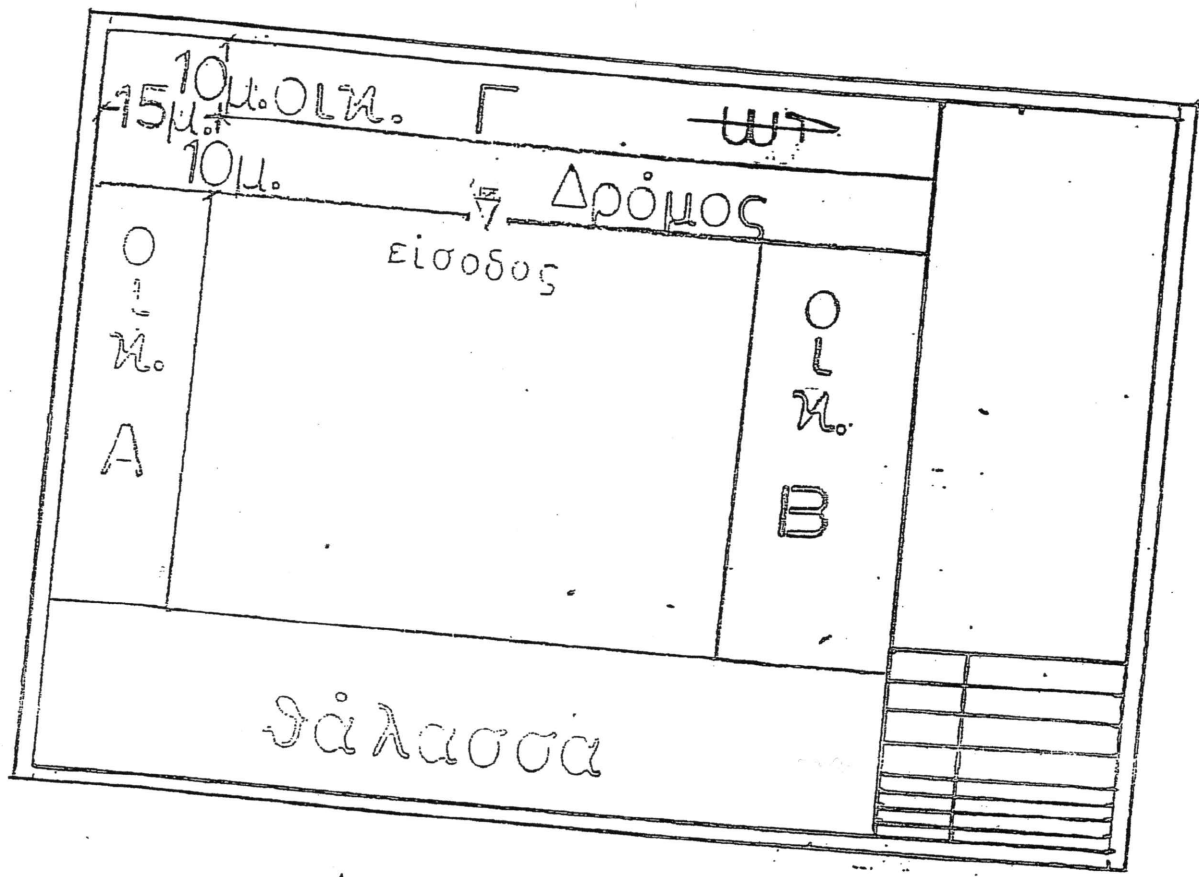 10μ.οικ. Γ
15μ.
10μ.
Δρόμος
είσοδος
Ο
ι
κ.
Α
Ο
ι
κ.
Β
θάλασσα